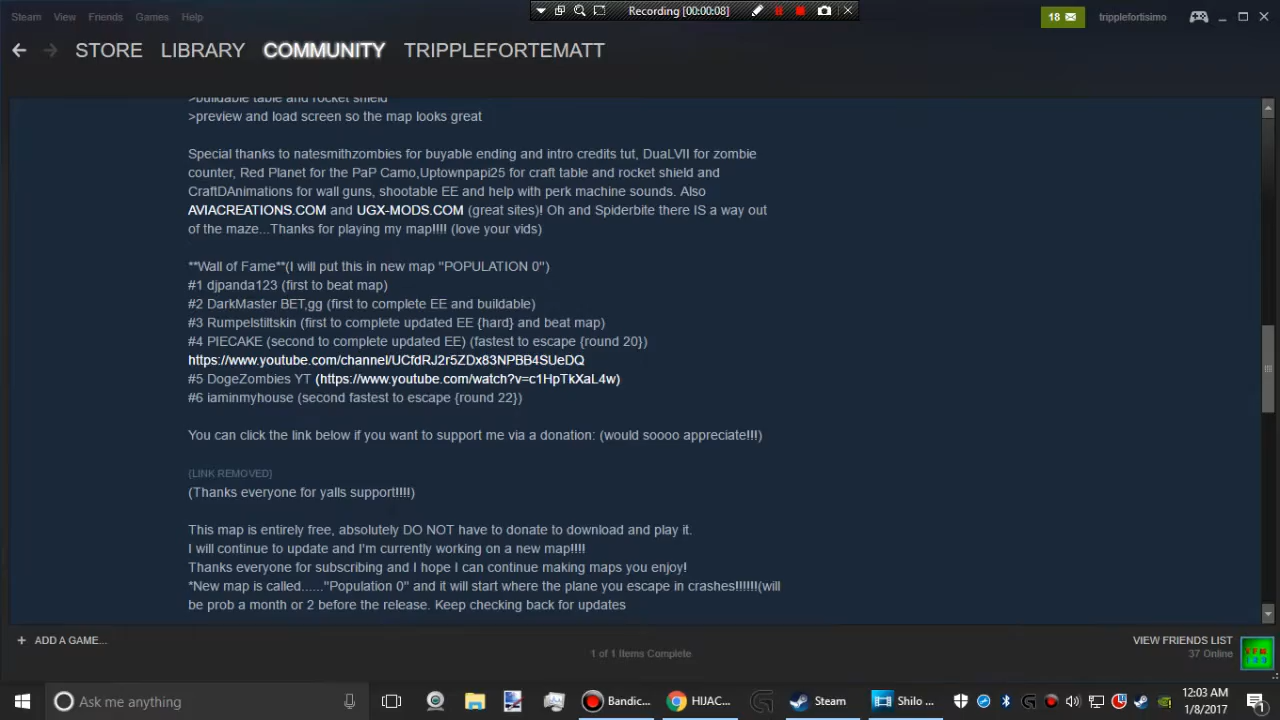 Steam View Friends Games Help
Recording [00:00:08]
18
tripplefortisimo
STORE LIBRARY COMMUNITY TRIPPLEFORTEMATT
>buildable table and rocket shield
>preview and load screen so the map looks great
Special thanks to natesmithzombies for buyable ending and intro credits tut, DuaLVII for zombie
counter, Red Planet for the PaP Camo,Uptownpapi25 for craft table and rocket shield and
CraftDAnimations for wall guns, shootable EE and help with perk machine sounds. Also
AVIACREATIONS.COM and UGX-MODS.COM (great sites)! Oh and Spiderbite there IS a way out
of the maze...Thanks for playing my map!!!! (love your vids)
**Wall of Fame**(I will put this in new map "POPULATION 0")
#1 djpanda123 (first to beat map)
#2 DarkMaster BET,gg (first to complete EE and buildable)
#3 Rumpelstiltskin (first to complete updated EE {hard} and beat map)
#4 PIECAKE (second to complete updated EE) (fastest to escape {round 20})
https://www.youtube.com/channel/UCfdRJ2r5ZDx83NPBB4SUeDQ
#5 DogeZombies YT (https://www.youtube.com/watch?v=c1HpTkXaL4w)
#6 iaminmyhouse (second fastest to escape {round 22})
You can click the link below if you want to support me via a donation: (would soooo appreciate!!!)
{LINK REMOVED}
(Thanks everyone for yalls support!!!!)
This map is entirely free, absolutely DO NOT have to donate to download and play it.
I will continue to update and I'm currently working on a new map!!!!
Thanks everyone for subscribing and I hope I can continue making maps you enjoy!
*New map is called......"Population 0" and it will start where the plane you escape in crashes!!!!!!(will
be prob a month or 2 before the release. Keep checking back for updates
+ ADD A GAME...
1 of 1 Items Complete
VIEW FRIENDS LIST
37 Online
Ask me anything
Bandic...
HIJAC...
Steam
Shilo ...
12:03 AM
1/8/2017
1